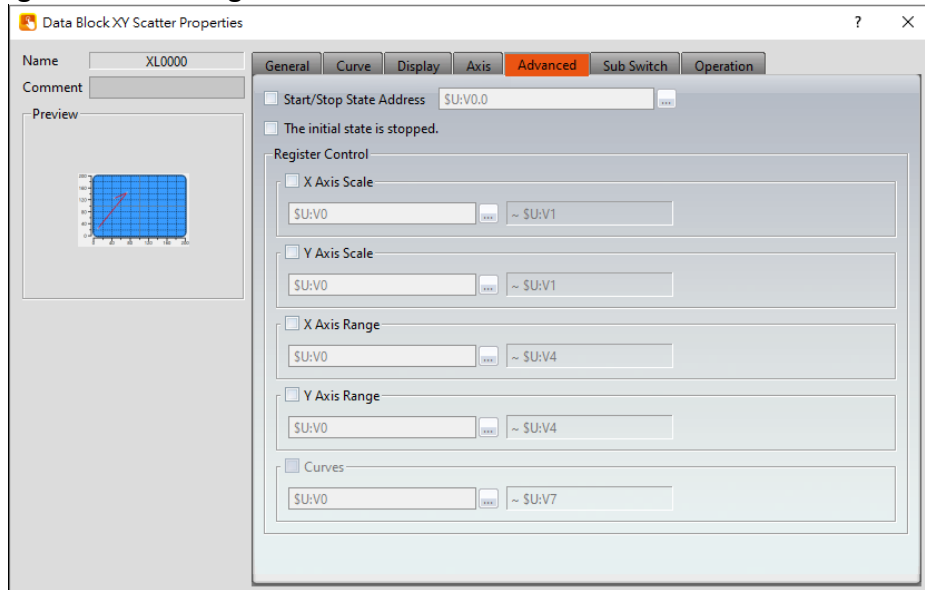 Data Block XY Scatter Properties ? ×
Name XL0000
Comment
Preview
General Curve Display Axis Advanced Sub Switch Operation
Start/Stop State Address $U:V0.0 ...
The initial state is stopped.
Register Control
X Axis Scale
$U:V0 ... ~ $U:V1
Y Axis Scale
$U:V0 ... ~ $U:V1
X Axis Range
$U:V0 ... ~ $U:V4
Y Axis Range
$U:V0 ... ~ $U:V4
Curves
$U:V0 ... ~ $U:V7